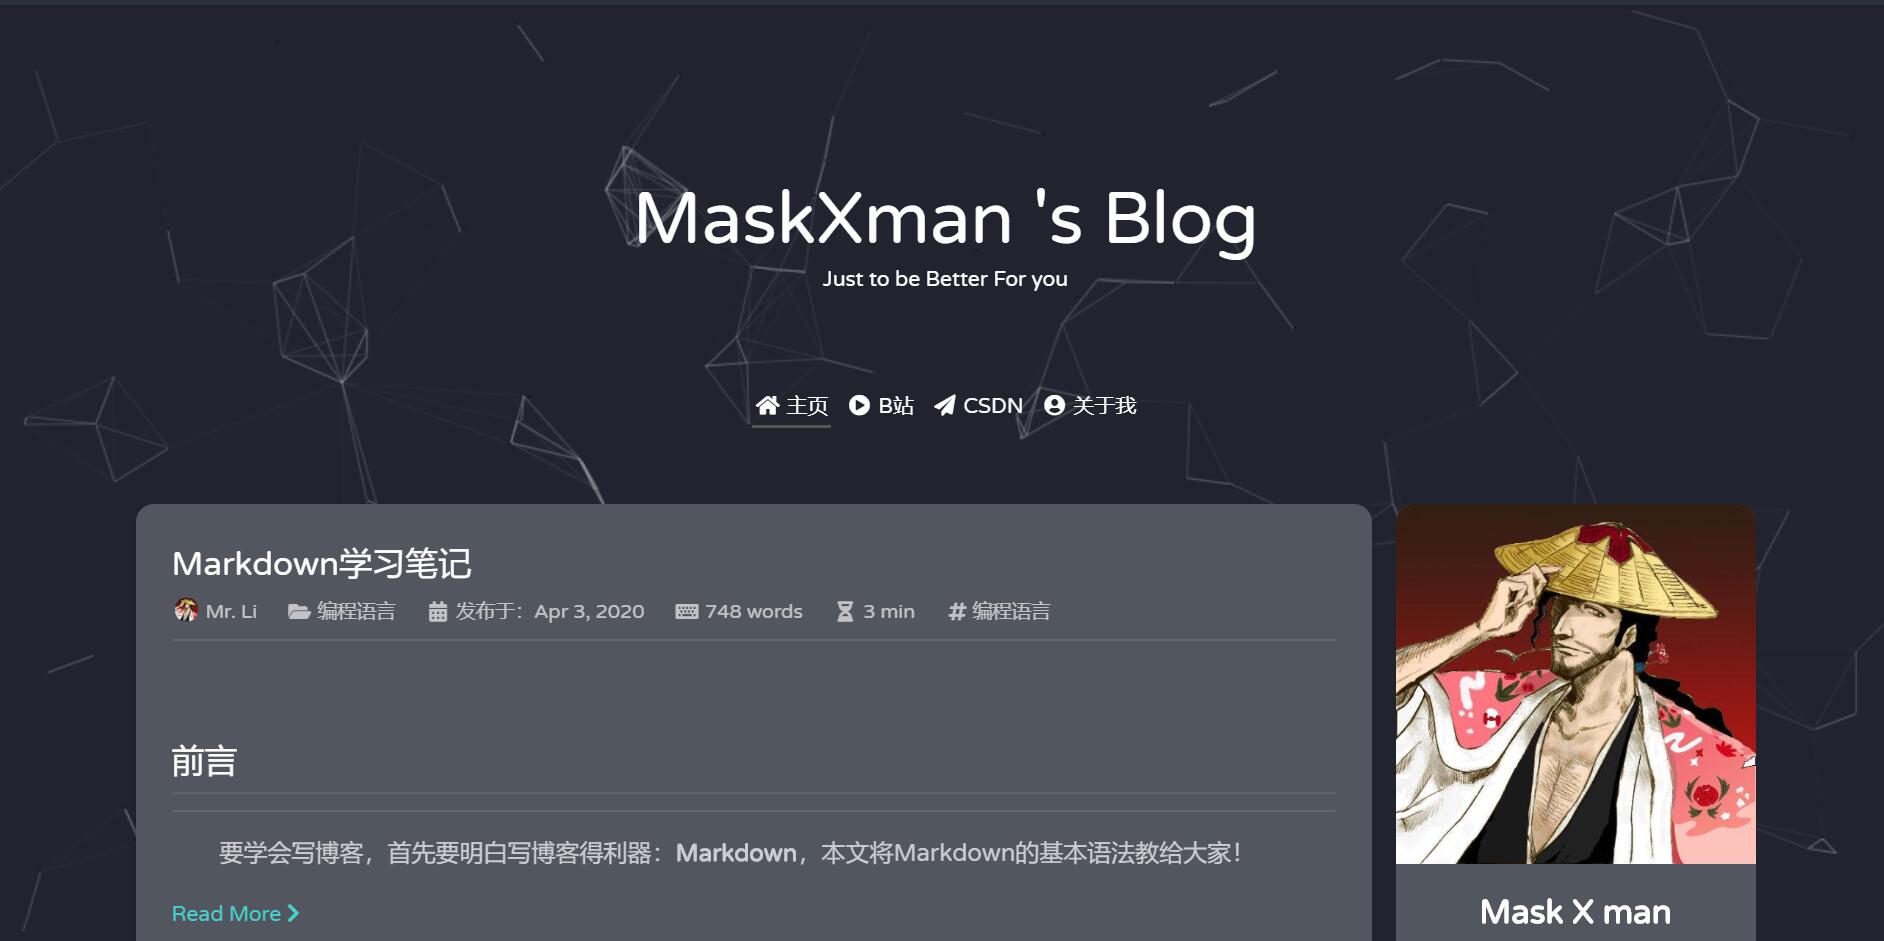 MaskXman 's Blog
Just to be Better For you
主页 B站 CSDN 关于我
Markdown学习笔记
Mr. Li 编程语言 发布于：Apr 3, 2020 748 words 3 min # 编程语言
前言
要学会写博客，首先要明白写博客得利器：Markdown，本文将Markdown的基本语法教给大家！
Read More
Mask X man